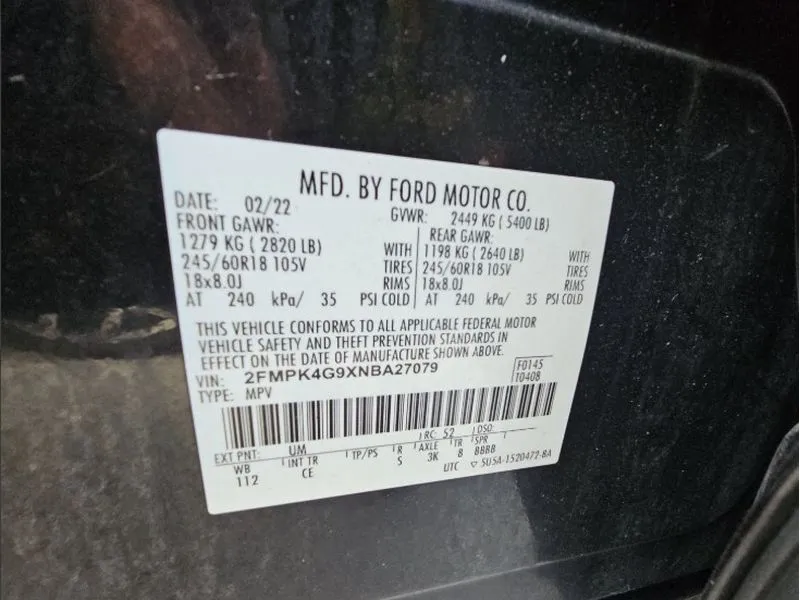 MFD. BY FORD MOTOR CO.
DATE: 02/22 GVWR: 2449 KG ( 5400 LB)
FRONT GAWR: REAR GAWR:
1279 KG ( 2820 LB) WITH 1198 KG ( 2640 LB) WITH
245/60R18 105V TIRES 245/60R18 105V TIRES
18x8.0J RIMS 18x8.0J RIMS
AT 240 kPa/ 35 PSI COLD AT 240 kPa/ 35 PSI COLD
THIS VEHICLE CONFORMS TO ALL APPLICABLE FEDERAL MOTOR
VEHICLE SAFETY AND THEFT PREVENTION STANDARDS IN
EFFECT ON THE DATE OF MANUFACTURE SHOWN ABOVE.
VIN: 2FMPK4G9XNBA27079 F0145
TYPE: MPV T0408
EXT PNT: UM RC: 52 DSO:
WB INT TR TP/PS R AXLE TR SPR
112 CE S 3K 8 BBBB
UTC ▽ SU5A-1520472-BA